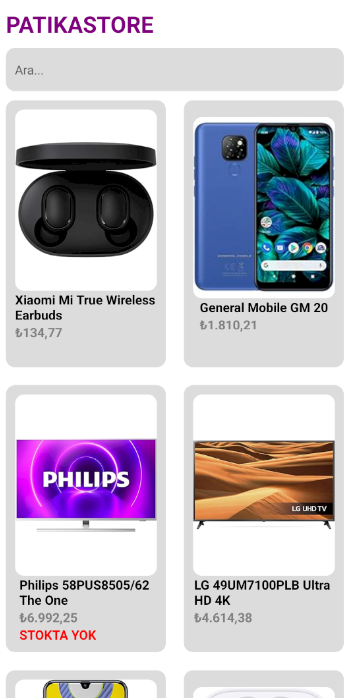 PATIKASTORE
Ara...
Xiaomi Mi True Wireless
Earbuds
₺134,77
General Mobile GM 20
₺1.810,21
PHILIPS
Philips 58PUS8505/62
The One
₺6.992,25
STOKTA YOK
LG UHD TV
LG 49UM7100PLB Ultra
HD 4K
₺4.614,38